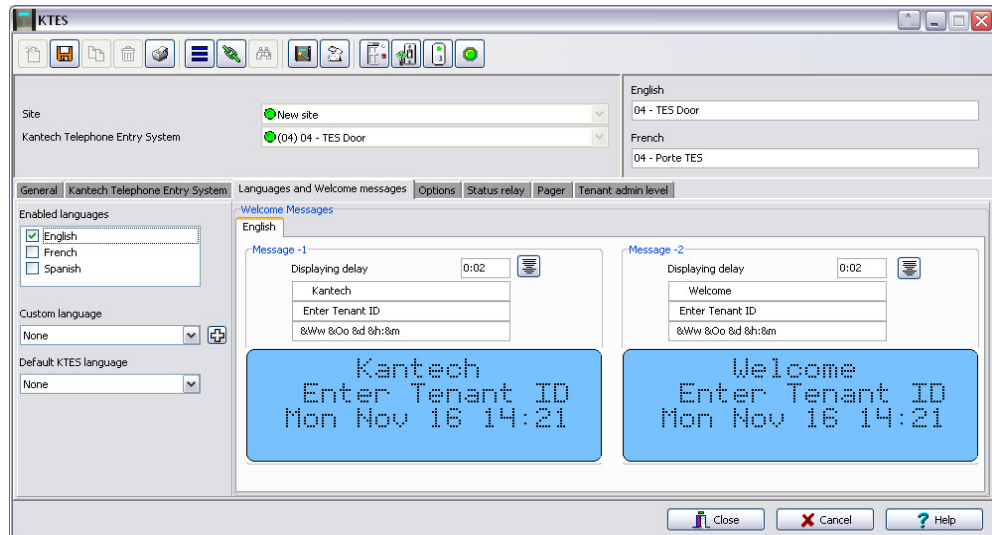 KTES
English
04 - TES Door
Site
New site
Kantech Telephone Entry System
(04) 04 - TES Door
French
04 - Porte TES
General
Kantech Telephone Entry System
Languages and Welcome messages
Options
Status relay
Pager
Tenant admin level
Enabled languages
English
French
Spanish
Custom language
None
Default KTES language
None
Welcome Messages
English
Message -1
Displaying delay
0:02
Kantech
Enter Tenant ID
&Ww &Oo &d &h:&m
Kantech
Enter Tenant ID
Mon Nov 16 14:21
Message -2
Displaying delay
0:02
Welcome
Enter Tenant ID
&Ww &Oo &d &h:&m
Welcome
Enter Tenant ID
Mon Nov 16 14:21
Close
Cancel
Help